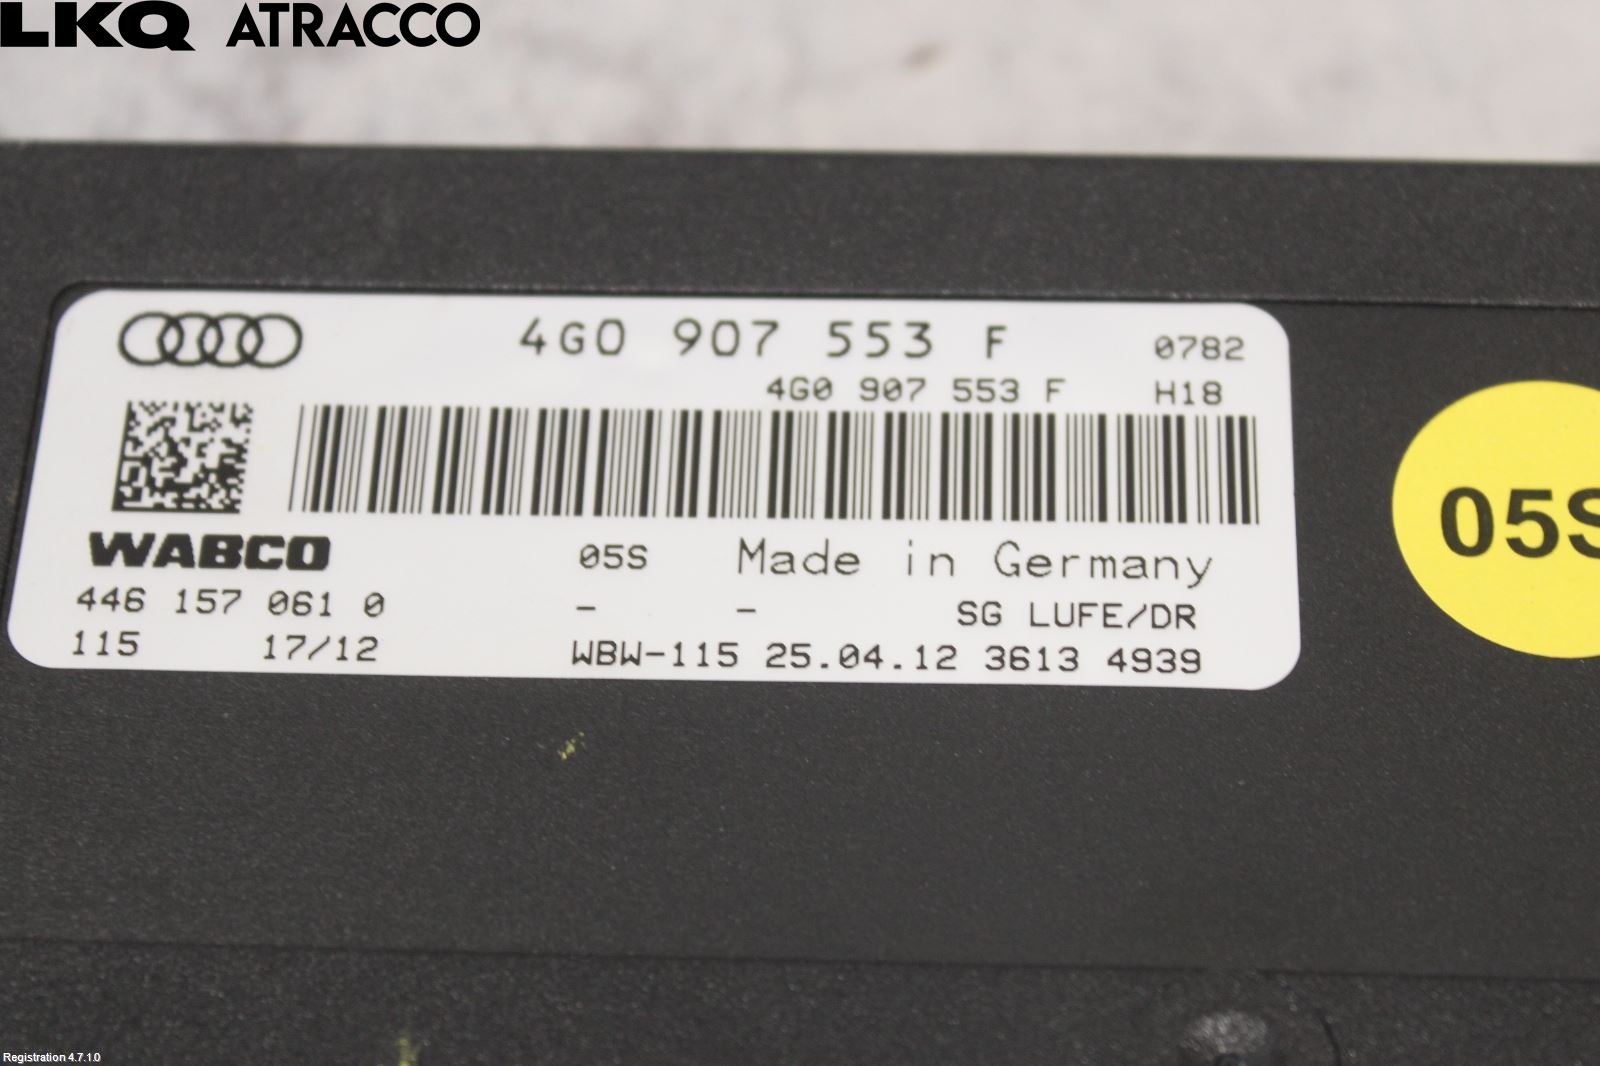 LKQ ATRACCO
4G0 907 553 F 0782
4G0 907 553 F H18
WABCO 05S Made in Germany
446 157 061 0 - - SG LUFE/DR
115 17/12 WBW-115 25.04.12 3613 4939
05S
Registration 4.7.1.0